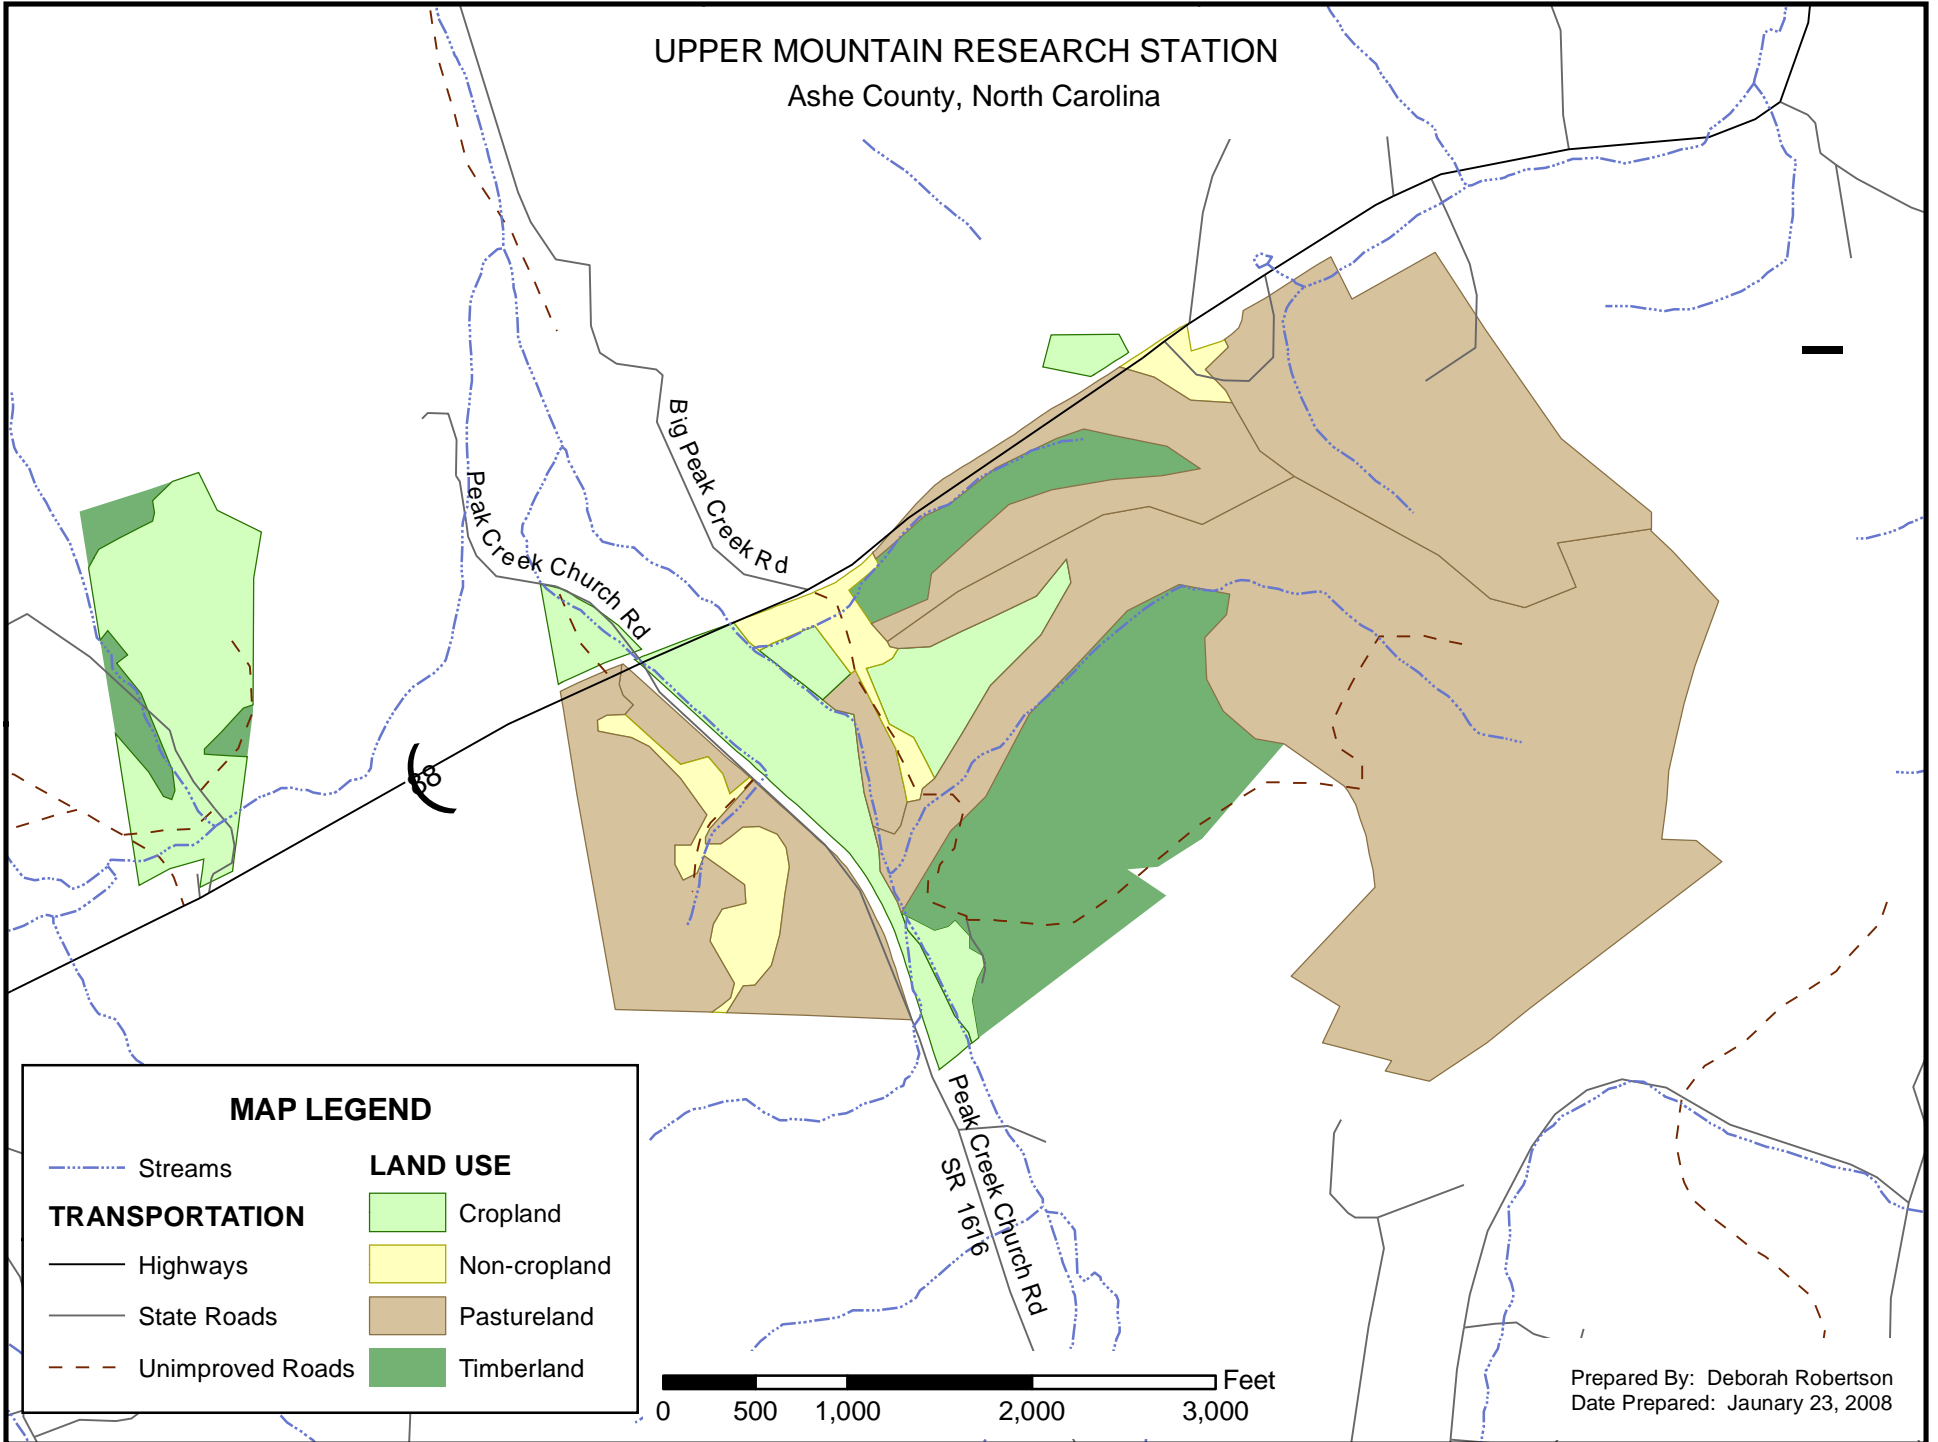 UPPER MOUNTAIN RESEARCH STATION
Ashe County, North Carolina
Big Peak Creek Rd
Peak Creek Church Rd
88
Peak Creek Church Rd
SR 1616
MAP LEGEND
Streams
TRANSPORTATION
Highways
State Roads
Unimproved Roads
LAND USE
Cropland
Non-cropland
Pastureland
Timberland
Feet
0 500 1,000 2,000 3,000
Prepared By: Deborah Robertson
Date Prepared: Jaunary 23, 2008